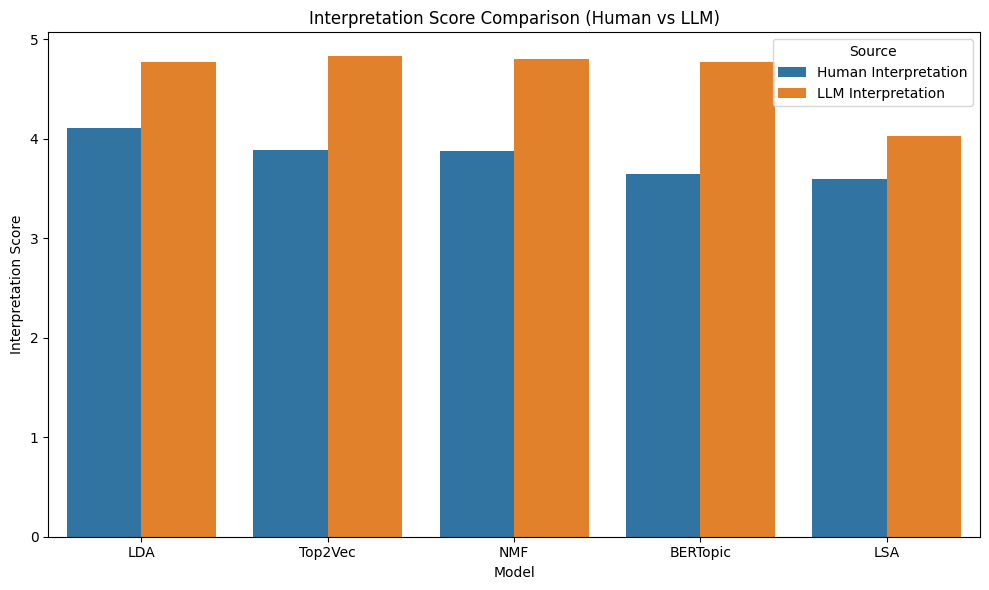 Interpretation Score Comparison (Human vs LLM)
Source
Human Interpretation
LLM Interpretation
Interpretation Score
5
4
3
2
1
0
LDA
Top2Vec
NMF
BERTopic
LSA
Model